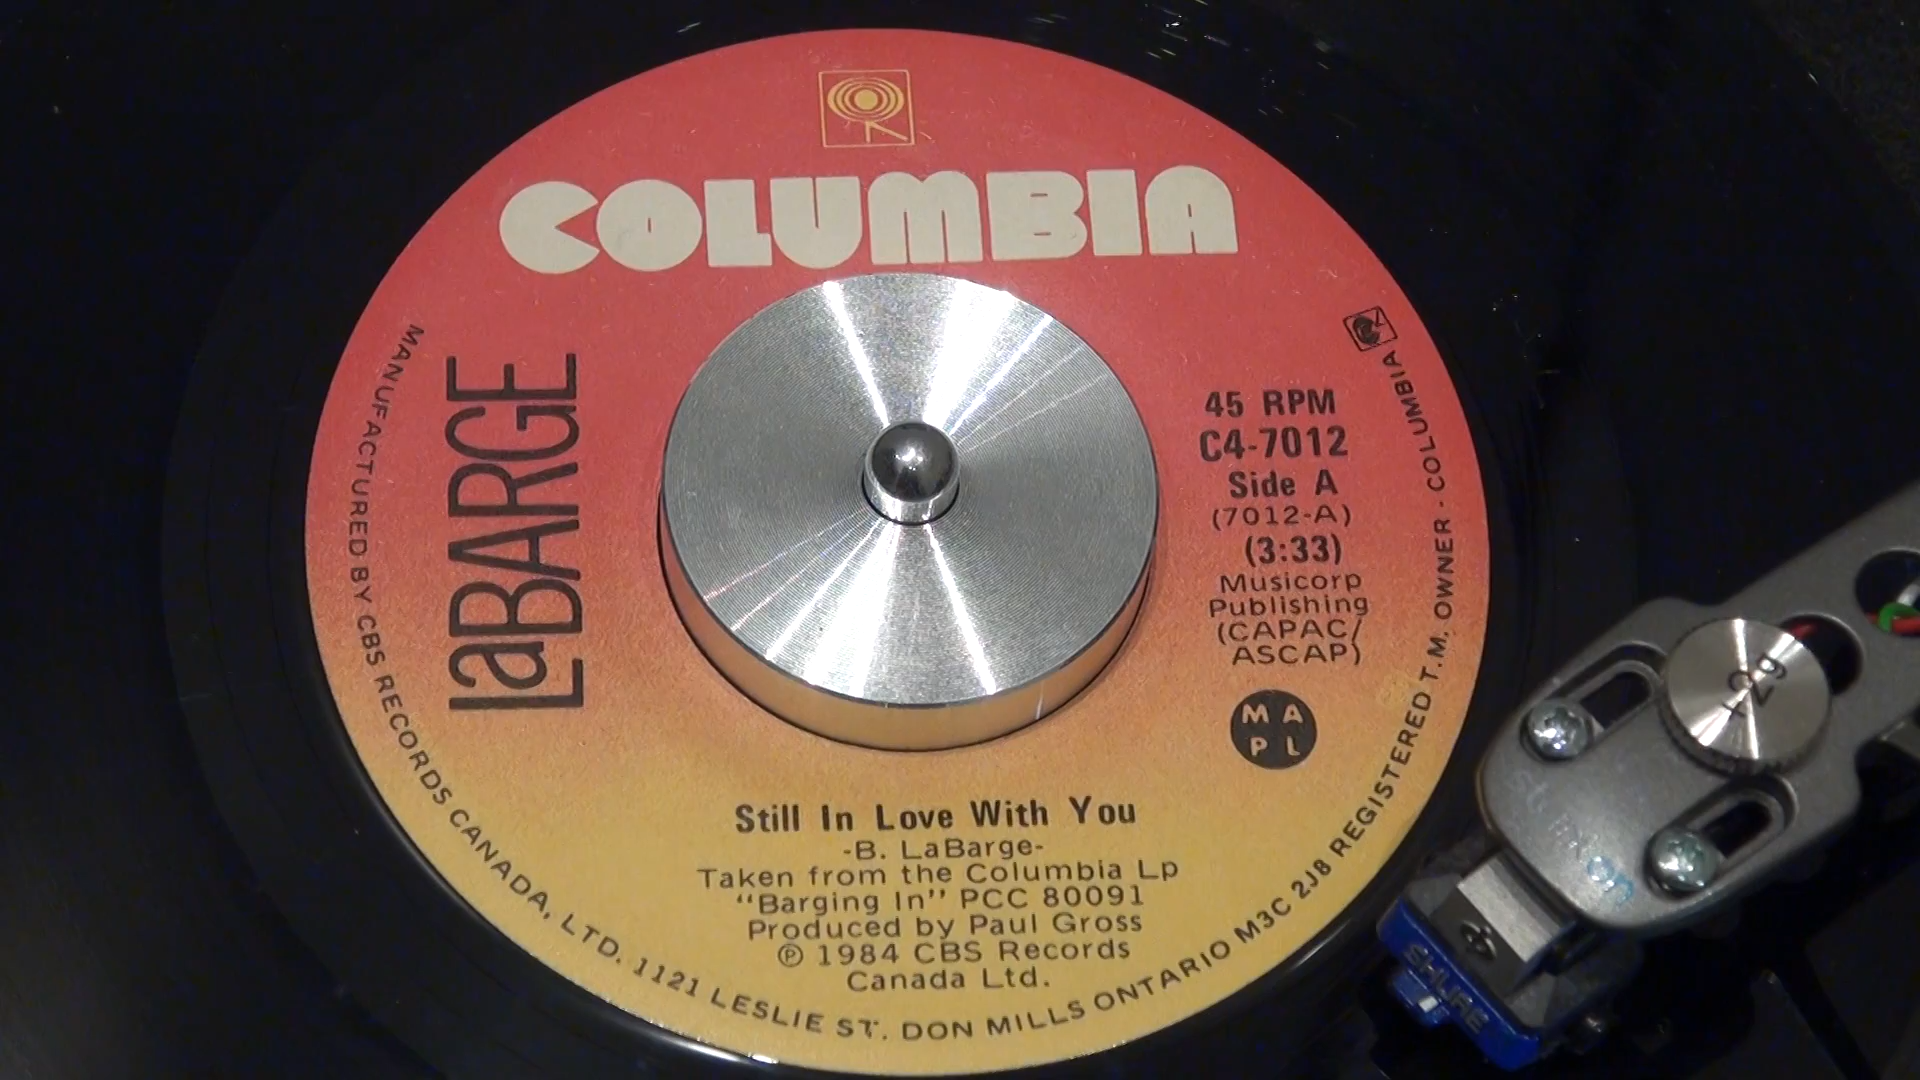 COLUMBIA
LaBARGE
45 RPM
C4-7012
Side A
(7012-A)
(3:33)
Musicorp
Publishing
(CAPAC/
ASCAP)
M A
P L
Still In Love With You
-B. LaBarge-
Taken from the Columbia Lp
"Barging In" PCC 80091
Produced by Paul Gross
℗ 1984 CBS Records
Canada Ltd.
MANUFACTURED BY CBS RECORDS CANADA, LTD. 1121 LESLIE ST. DON MILLS ONTARIO M3C 2J8 REGISTERED T.M. OWNER - COLUMBIA
12g
SHURE